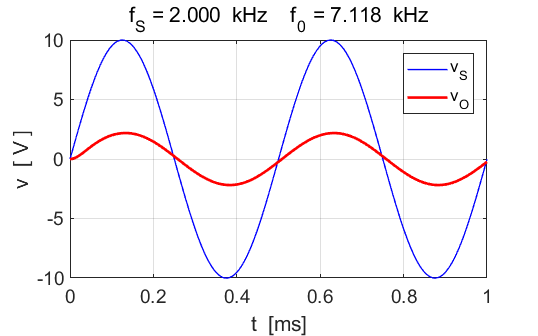 f_S = 2.000 kHz f_0 = 7.118 kHz
10
5
0
-5
-10
v [ V ]
v_S
v_O
0 0.2 0.4 0.6 0.8 1
t [ms]